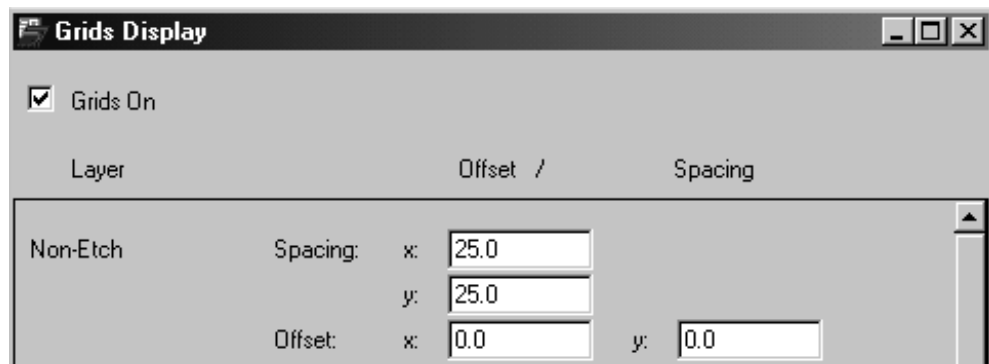 Grids Display
Grids On
Layer Offset / Spacing
Non-Etch Spacing: x: 25.0
y: 25.0
Offset: x: 0.0 y: 0.0